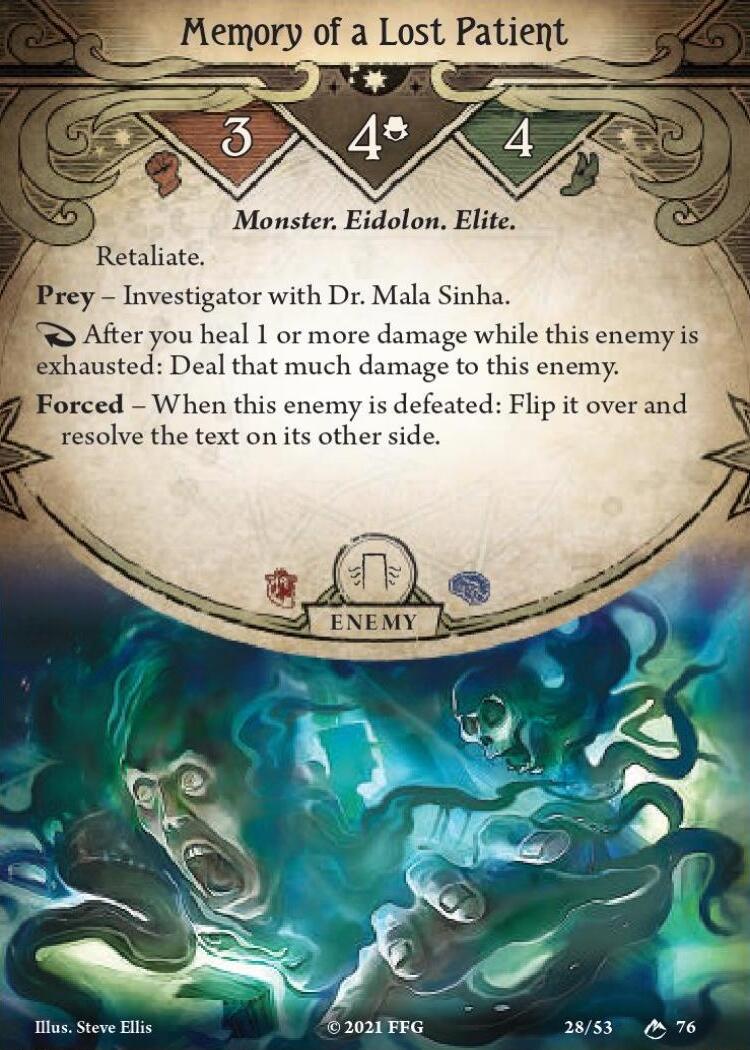 Memory of a Lost Patient
3 4 4
Monster. Eidolon. Elite.
Retaliate.
Prey – Investigator with Dr. Mala Sinha.
After you heal 1 or more damage while this enemy is
exhausted: Deal that much damage to this enemy.
Forced – When this enemy is defeated: Flip it over and
resolve the text on its other side.
ENEMY
Illus. Steve Ellis © 2021 FFG 28/53 76